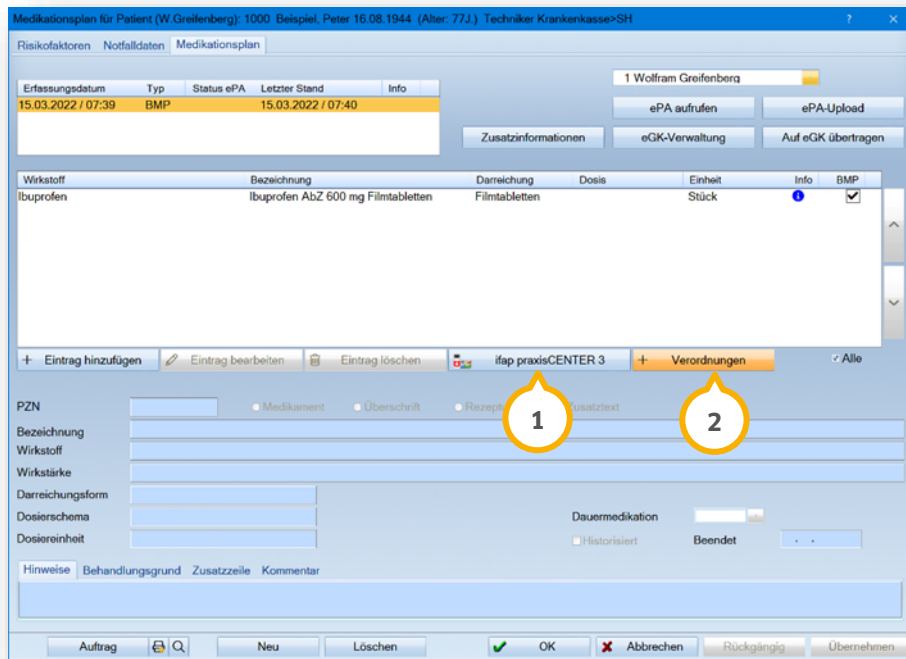 Medikationsplan für Patient (W.Greifenberg): 1000 Beispiel, Peter 16.08.1944 (Alter: 77J.) Techniker Krankenkasse>SH ? ×
Risikofaktoren Notfalldaten Medikationsplan
1 Wolfram Greifenberg
Erfassungsdatum Typ Status ePA Letzter Stand Info
15.03.2022 / 07:39 BMP 15.03.2022 / 07:40
ePA aufrufen ePA-Upload
Zusatzinformationen eGK-Verwaltung Auf eGK übertragen
Wirkstoff Bezeichnung Darreichung Dosis Einheit Info BMP
Ibuprofen Ibuprofen AbZ 600 mg Filmtabletten Filmtabletten Stück
+ Eintrag hinzufügen Eintrag bearbeiten Eintrag löschen ifap praxisCENTER 3 + Verordnungen Alle
PZN Medikament Überschrift Zusatztext
1 2
Bezeichnung
Wirkstoff
Wirkstärke
Darreichungsform
Dosierschema Dauermedikation
Dosiereinheit Historisiert Beendet . .
Hinweise Behandlungsgrund Zusatzzeile Kommentar
Auftrag Neu Löschen OK Abbrechen Rückgängig Übernehmen